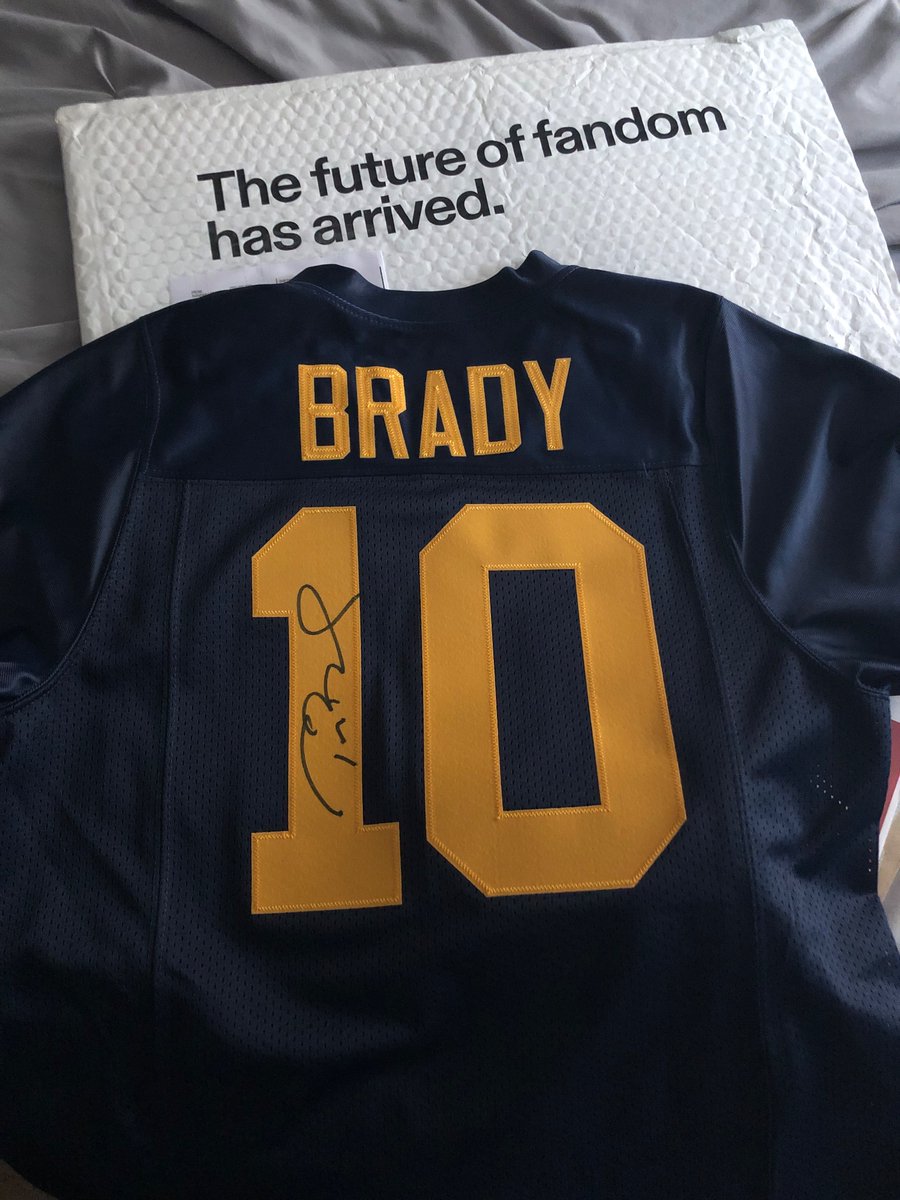 The future of fandom
has arrived.
BRADY
10